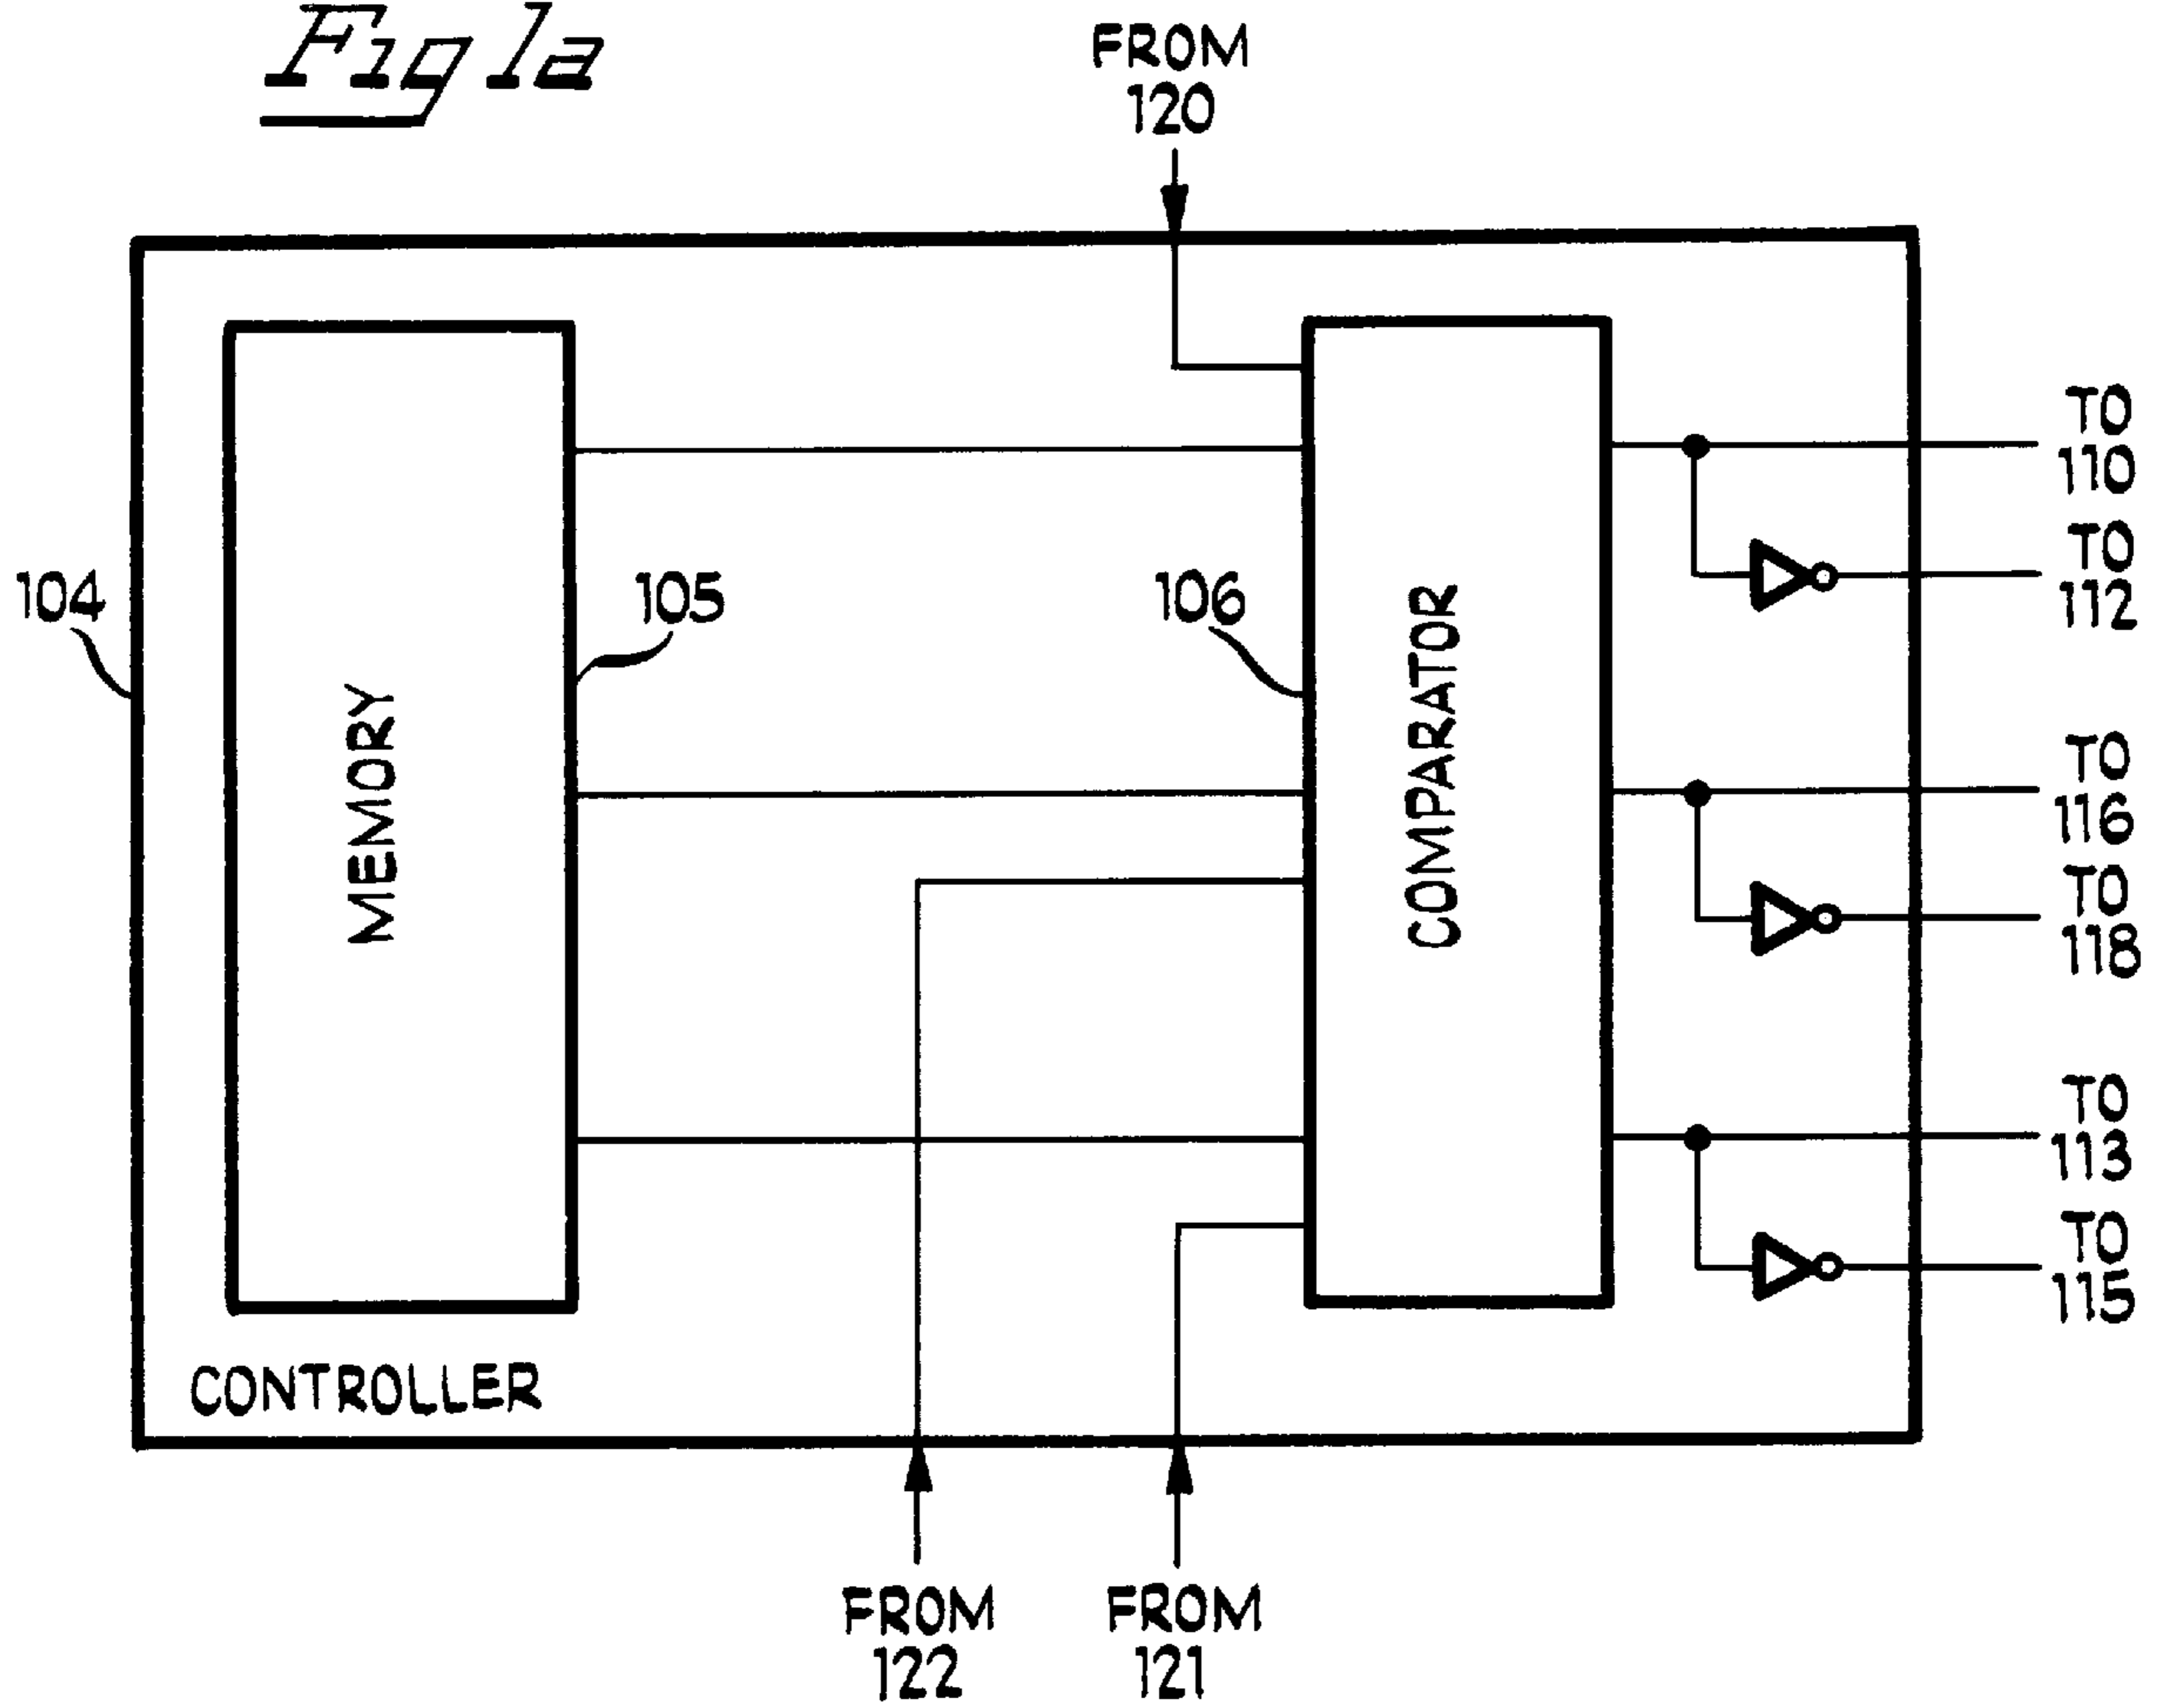 Fig 1a
FROM
120
TO
110
TO
112
104
105
106
MEMORY
COMPARATOR
TO
116
TO
118
TO
113
TO
115
CONTROLLER
FROM
122
FROM
121